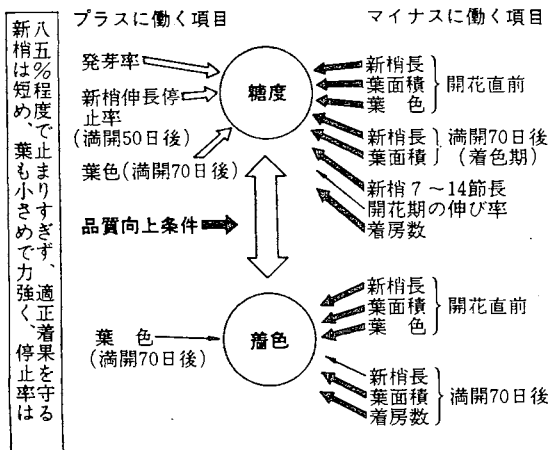 プラスに働く項目
マイナスに働く項目
発芽率
新梢伸長停
止率
(満開50日後)
葉色(満開70日後)
糖度
新梢長
葉面積
葉 色
開花直前
新梢長
葉面積
満開70日後
(着色期)
新梢7～14節長
開花期の伸び率
着房数
品質向上条件
葉 色
(満開70日後)
着色
新梢長
葉面積
葉 色
開花直前
新梢長
葉面積
着房数
満開70日後
新梢は短め、葉も小さめで力強く、停止率は
八五％程度で止まりすぎず、適正着果を守る